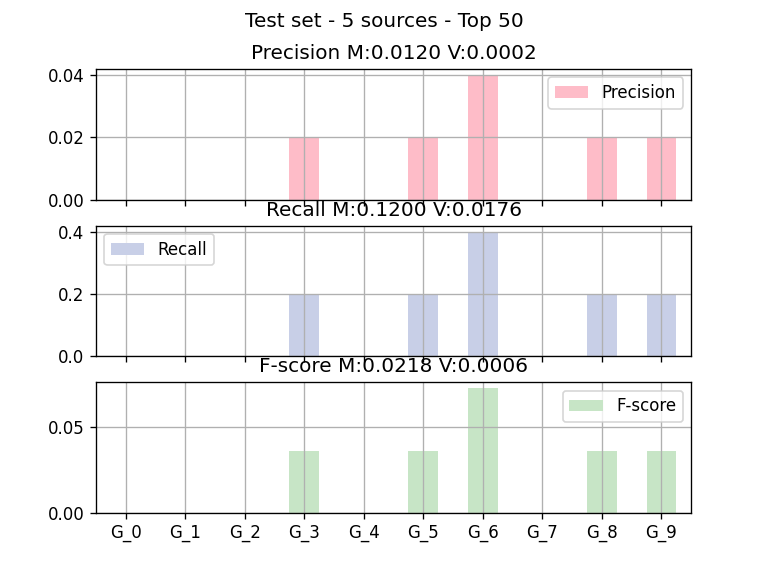 Test set - 5 sources - Top 50
Precision M:0.0120 V:0.0002
0.04
0.02
0.00
Precision
Recall M:0.1200 V:0.0176
0.4
0.2
0.0
Recall
F-score M:0.0218 V:0.0006
0.05
0.00
F-score
G_0 G_1 G_2 G_3 G_4 G_5 G_6 G_7 G_8 G_9